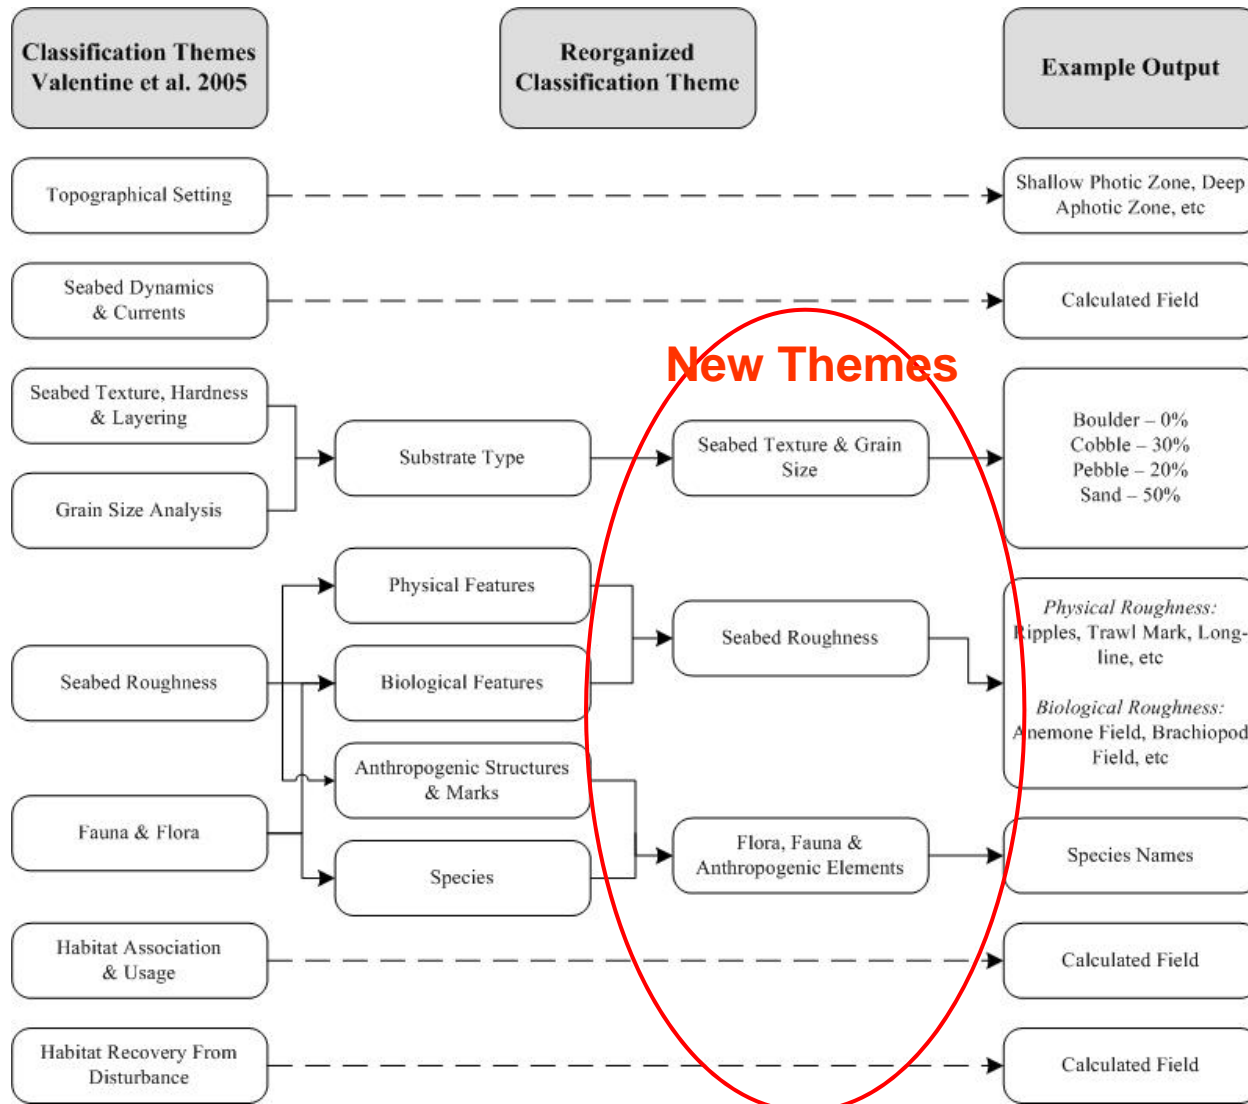 Classification Themes
Valentine et al. 2005
Reorganized
Classification Theme
Example Output
Topographical Setting
Shallow Photic Zone, Deep
Aphotic Zone, etc
Seabed Dynamics
& Currents
Calculated Field
New Themes
Seabed Texture, Hardness
& Layering
Grain Size Analysis
Substrate Type
Seabed Texture & Grain
Size
Boulder – 0%
Cobble – 30%
Pebble – 20%
Sand – 50%
Seabed Roughness
Fauna & Flora
Physical Features
Biological Features
Anthropogenic Structures
& Marks
Species
Seabed Roughness
Flora, Fauna &
Anthropogenic Elements
Physical Roughness:
Ripples, Trawl Mark, Long-
line, etc
Biological Roughness:
Anemone Field, Brachiopod
Field, etc
Species Names
Habitat Association
& Usage
Calculated Field
Habitat Recovery From
Disturbance
Calculated Field